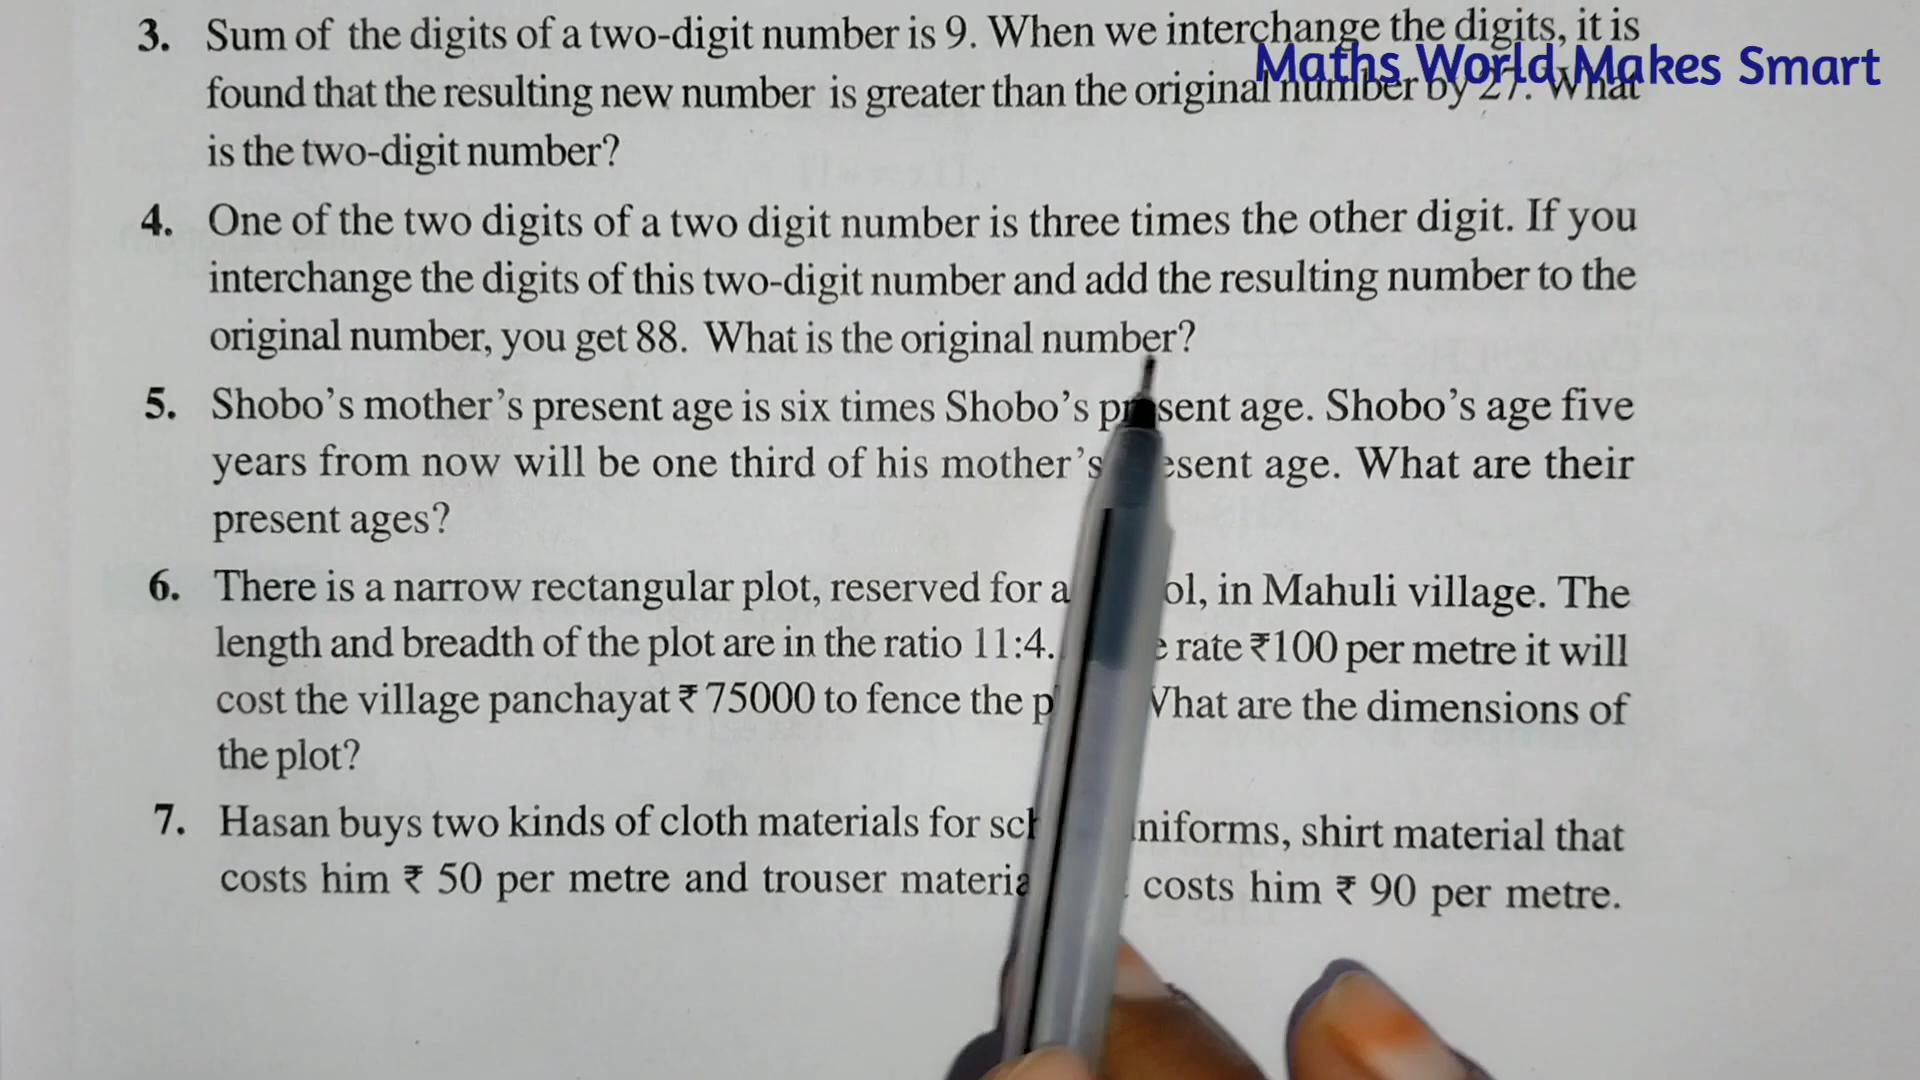 3. Sum of the digits of a two-digit number is 9. When we interchange the digits, it is
Maths World Makes Smart
found that the resulting new number is greater than the original number by 27. What
is the two-digit number?
4. One of the two digits of a two digit number is three times the other digit. If you
interchange the digits of this two-digit number and add the resulting number to the
original number, you get 88. What is the original number?
5. Shobo's mother's present age is six times Shobo's present age. Shobo's age five
years from now will be one third of his mother's present age. What are their
present ages?
6. There is a narrow rectangular plot, reserved for a ol, in Mahuli village. The
length and breadth of the plot are in the ratio 11:4. rate ₹100 per metre it will
cost the village panchayat ₹ 75000 to fence the What are the dimensions of
the plot?
7. Hasan buys two kinds of cloth materials for uniforms, shirt material that
costs him ₹ 50 per metre and trouser material costs him ₹ 90 per metre.